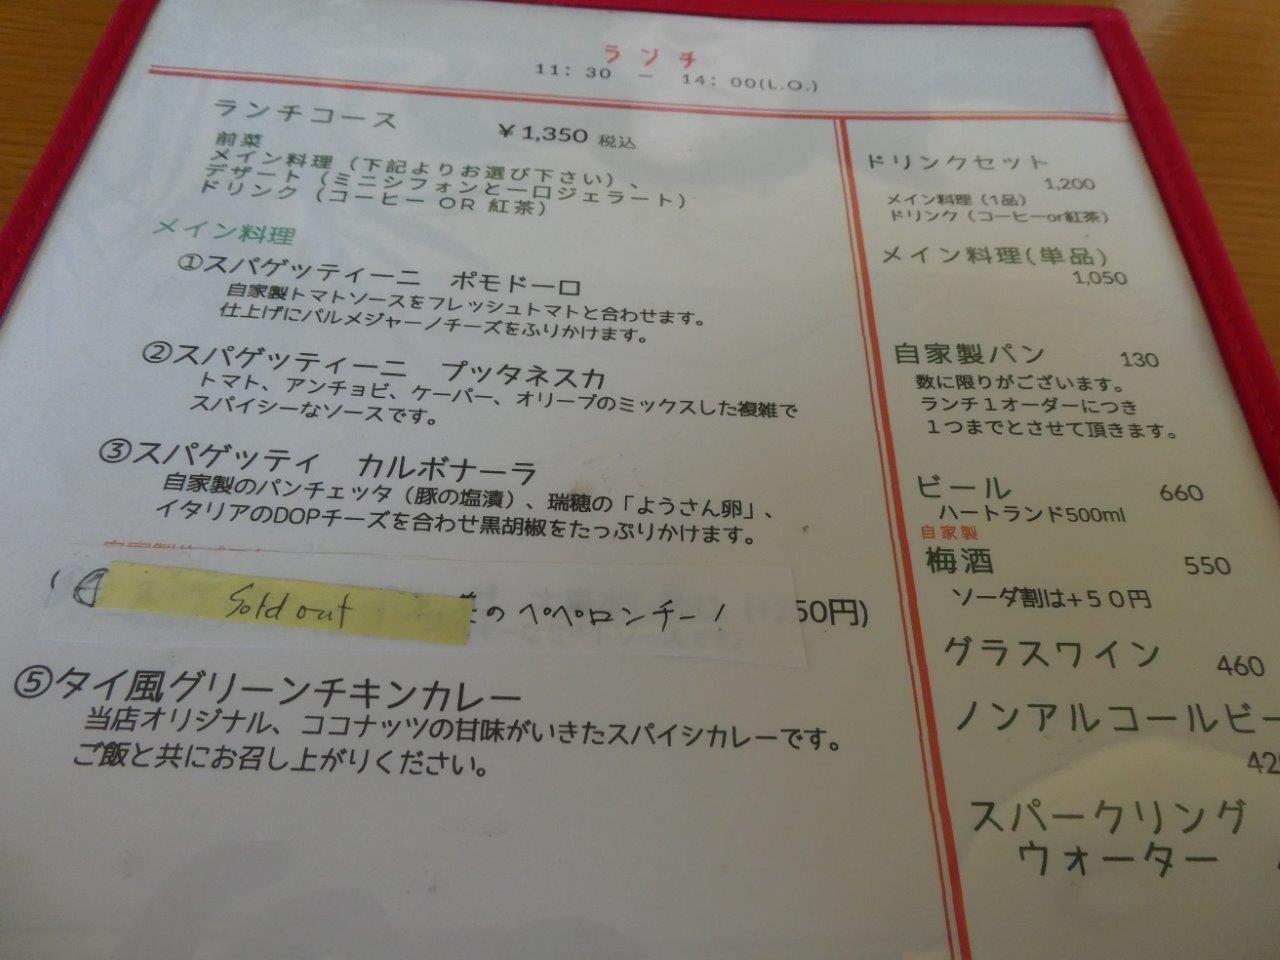 ランチ
11：30 － 14：00(L.O.)
ランチコース ￥1,350 税込
前菜
メイン料理（下記よりお選び下さい）、
デザート（ミニシフォンと一口ジェラート）
ドリンク（コーヒー OR 紅茶）
メイン料理
①スパゲッティーニ ポモドーロ
自家製トマトソースをフレッシュトマトと合わせます。
仕上げにパルメジャーノチーズをふりかけます。
②スパゲッティーニ プッタネスカ
トマト、アンチョビ、ケーパー、オリーブのミックスした複雑で
スパイシーなソースです。
③スパゲッティ カルボナーラ
自家製のパンチェッタ（豚の塩漬）、瑞穂の「ようさん卵」、
イタリアのDOPチーズを合わせ黒胡椒をたっぷりかけます。
Sold out のペペロンチーノ 50円)
⑤タイ風グリーンチキンカレー
当店オリジナル、ココナッツの甘味がいきたスパイシカレーです。
ご飯と共にお召し上がりください。
ドリンクセット
1,200
メイン料理（1品）
ドリンク（コーヒーor紅茶）
メイン料理(単品)
1,050
自家製パン 130
数に限りがございます。
ランチ１オーダーにつき
１つまでとさせて頂きます。
ビール 660
ハートランド500ml
自家製
梅酒 550
ソーダ割は+５０円
グラスワイン 460
ノンアルコールビー
42
スパークリング
ウォーター